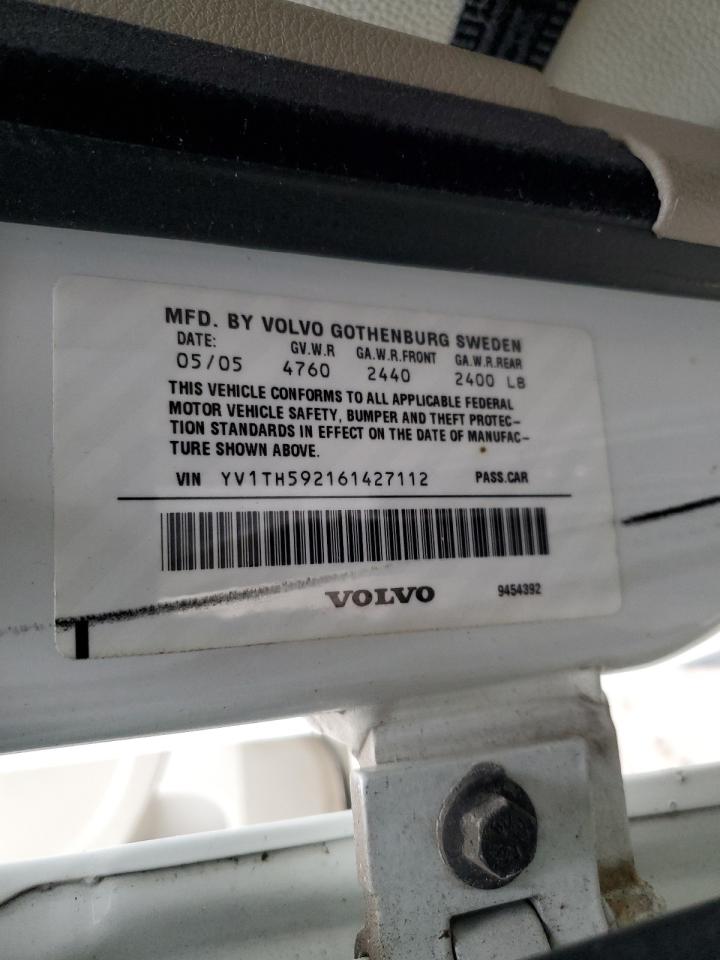 MFD. BY VOLVO GOTHENBURG SWEDEN
DATE: GV.W.R GA.W.R.FRONT GA.W.R.REAR
05/05 4760 2440 2400 LB
THIS VEHICLE CONFORMS TO ALL APPLICABLE FEDERAL
MOTOR VEHICLE SAFETY, BUMPER AND THEFT PROTEC-
TION STANDARDS IN EFFECT ON THE DATE OF MANUFAC-
TURE SHOWN ABOVE.
VIN YV1TH592161427112 PASS.CAR
VOLVO 9454392